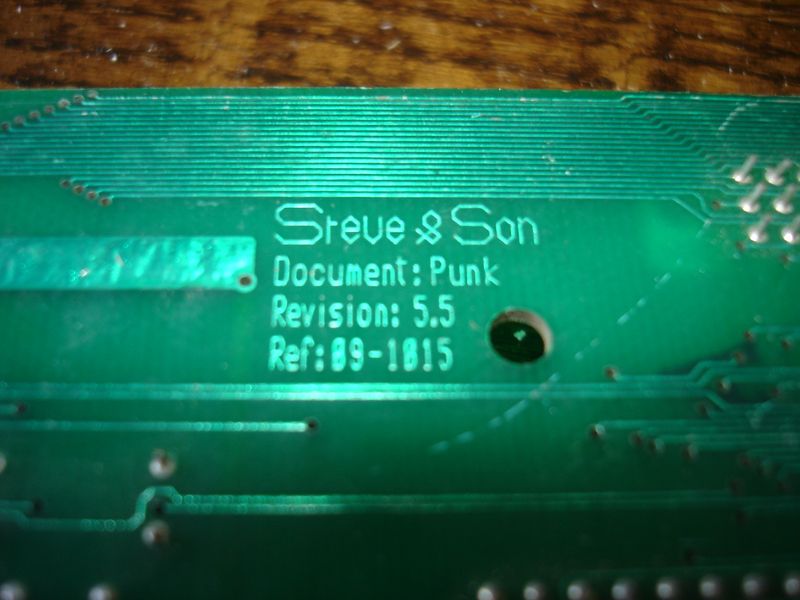 Steve & Son
Document: Punk
Revision: 5.5
Ref:09-1015